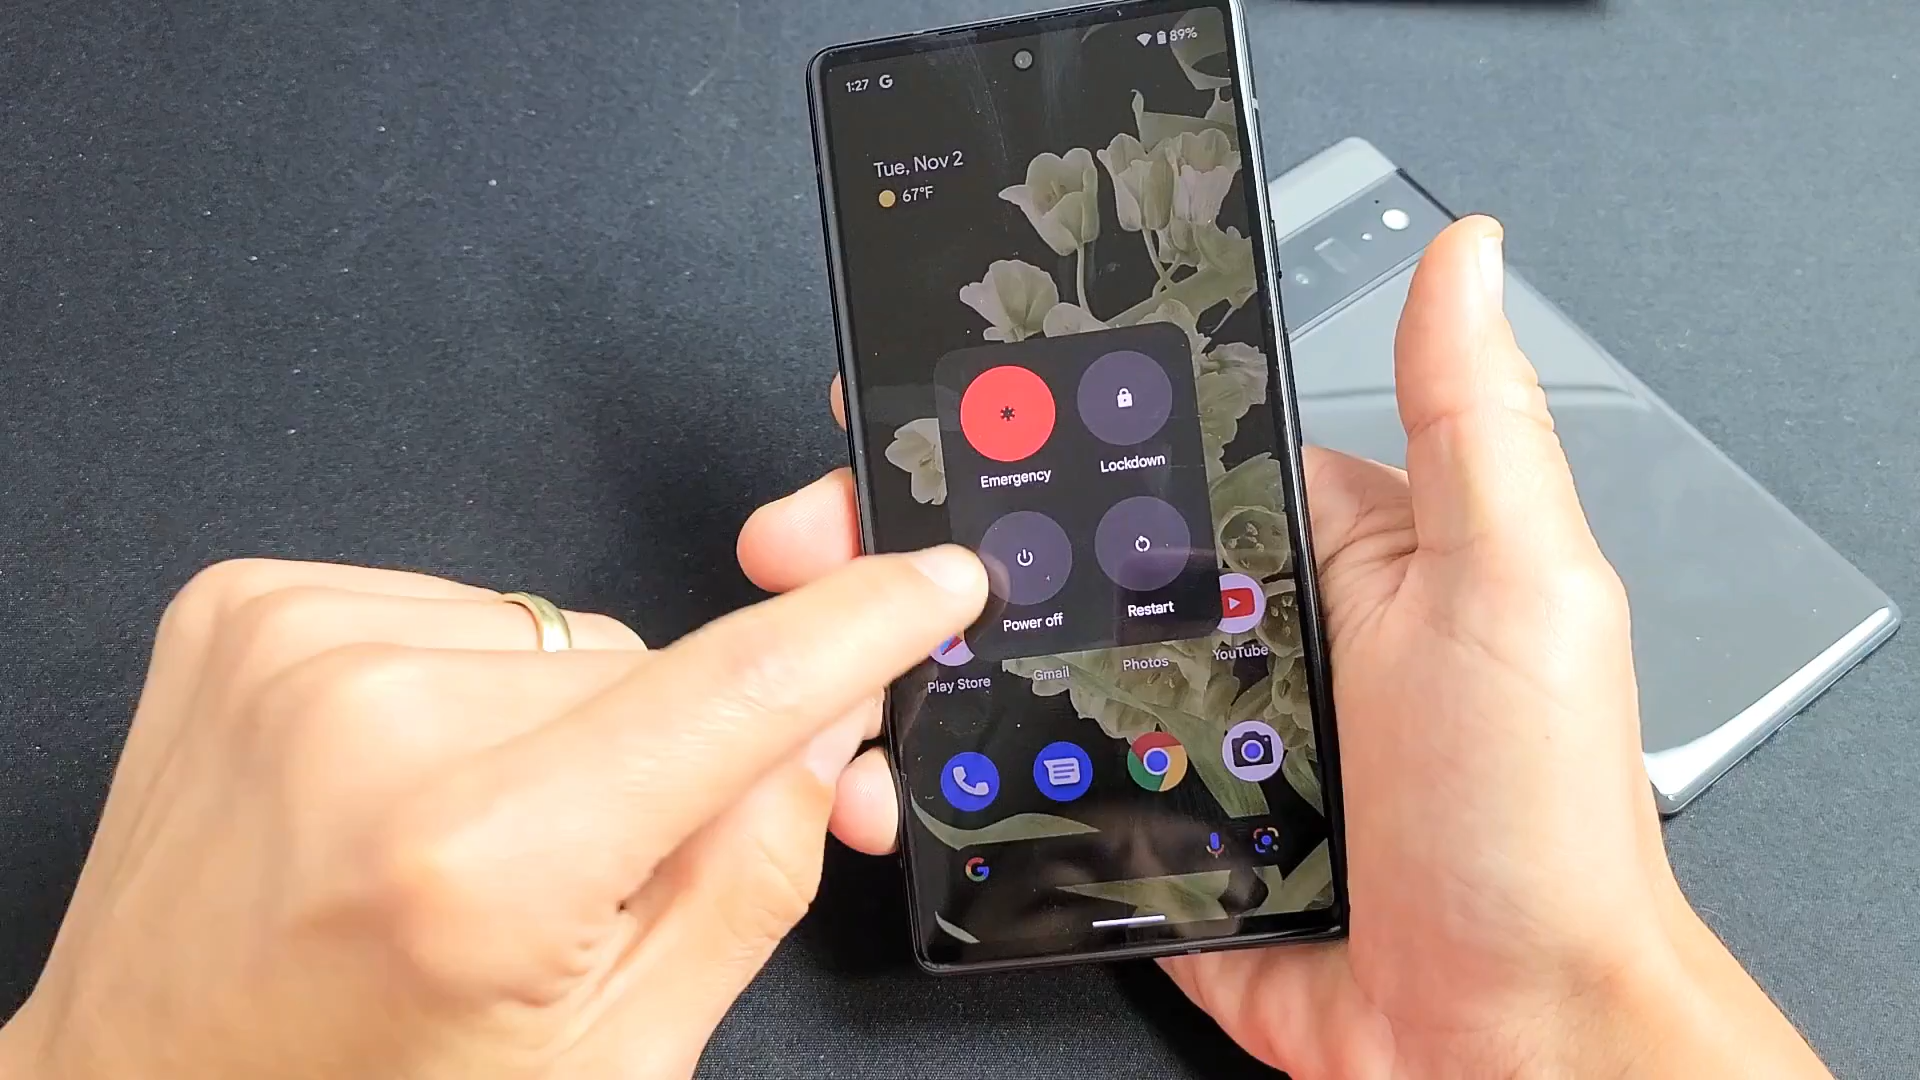 1:27 G 89%
Tue, Nov 2
67°F
Emergency
Lockdown
Power off
Restart
Play Store
Gmail
Photos
YouTube
G